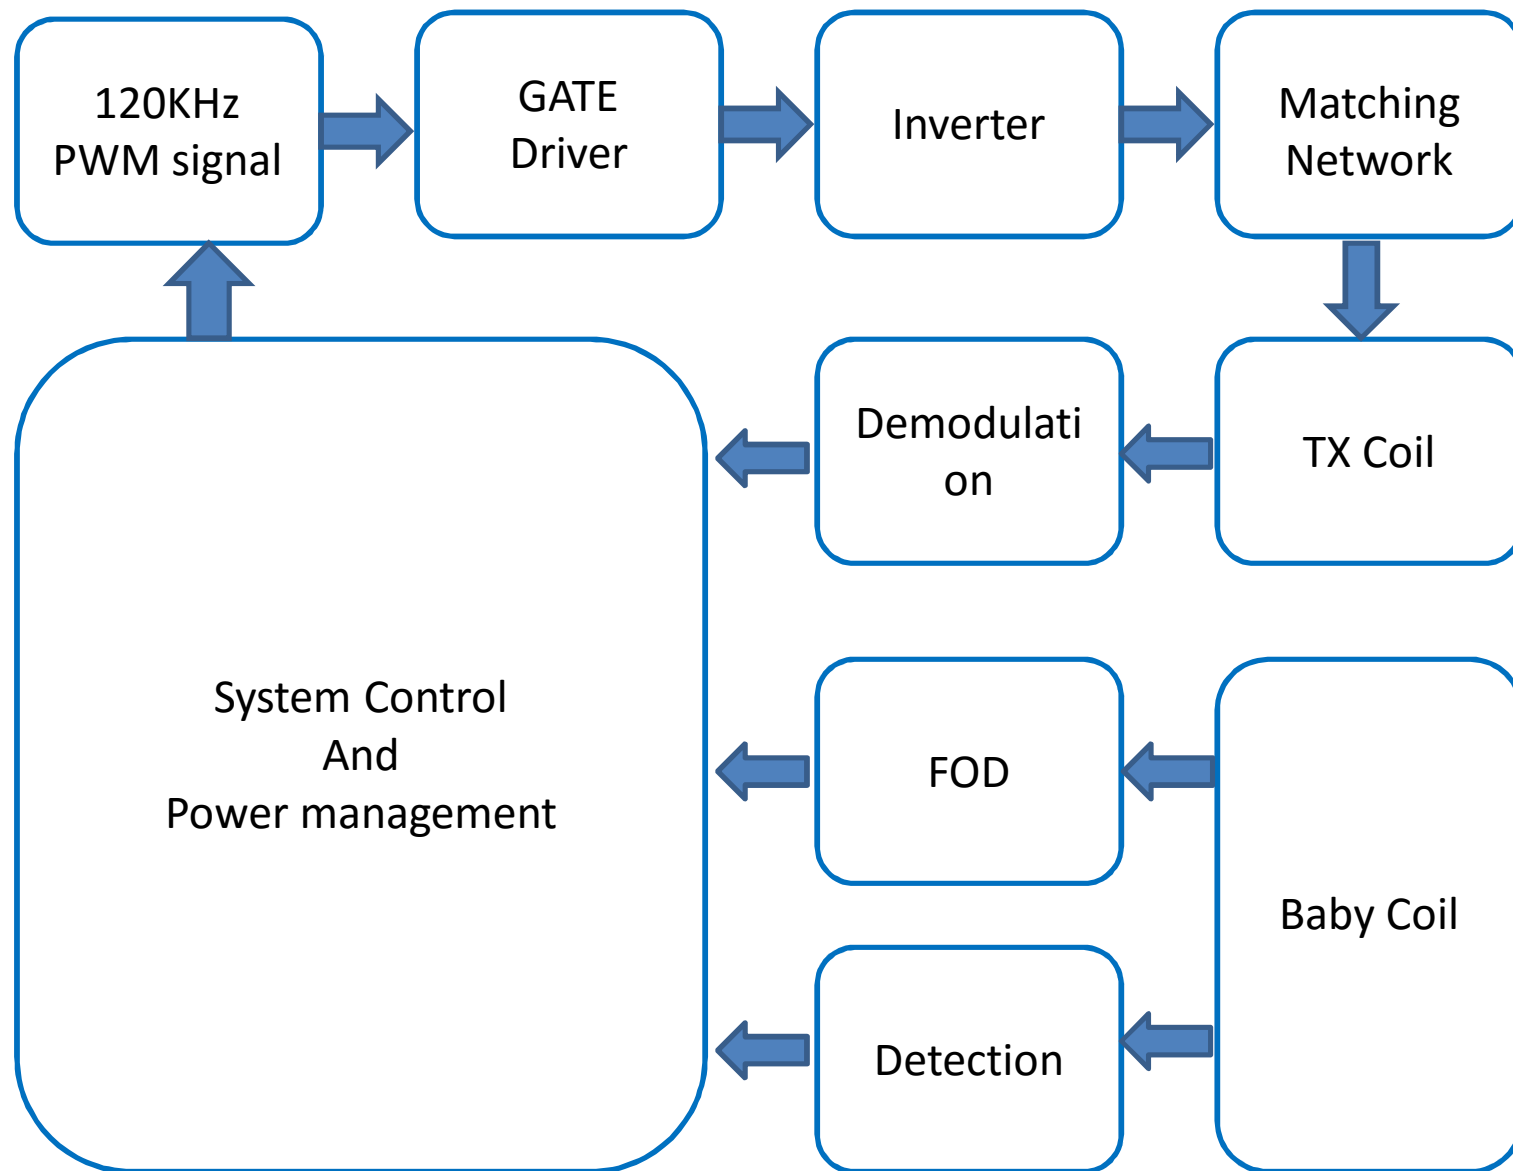 120KHz
PWM signal
GATE
Driver
Inverter
Matching
Network
Demodulati
on
TX Coil
System Control
And
Power management
FOD
Baby Coil
Detection